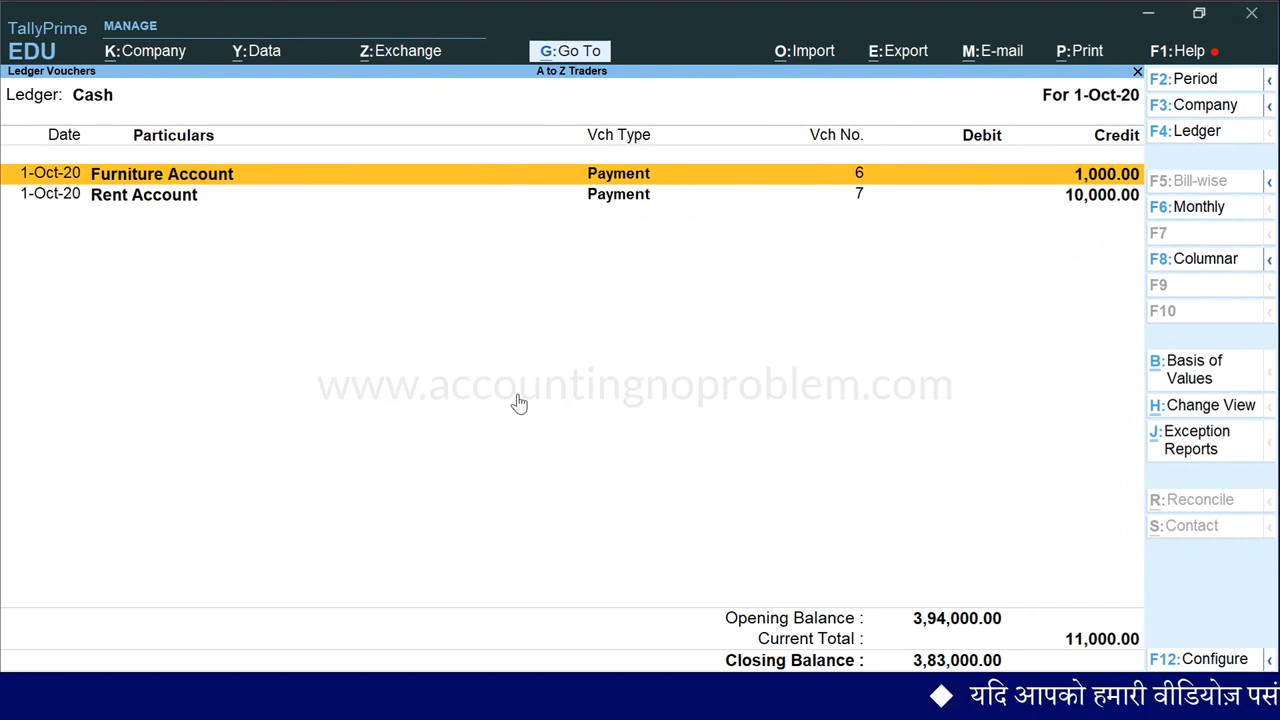 TallyPrime
MANAGE
EDU
K:Company Y:Data Z:Exchange G:Go To O:Import E:Export M:E-mail P:Print F1:Help
Ledger Vouchers A to Z Traders
Ledger: Cash For 1-Oct-20
Date Particulars Vch Type Vch No. Debit Credit
1-Oct-20 Furniture Account Payment 6 1,000.00
1-Oct-20 Rent Account Payment 7 10,000.00
www.accountingnoproblem.com
Opening Balance : 3,94,000.00
Current Total : 11,000.00
Closing Balance : 3,83,000.00
F2:Period
F3:Company
F4:Ledger
F5:Bill-wise
F6:Monthly
F7
F8:Columnar
F9
F10
B:Basis of
Values
H:Change View
J:Exception
Reports
R:Reconcile
S:Contact
F12:Configure
यदि आपको हमारी वीडियोज़